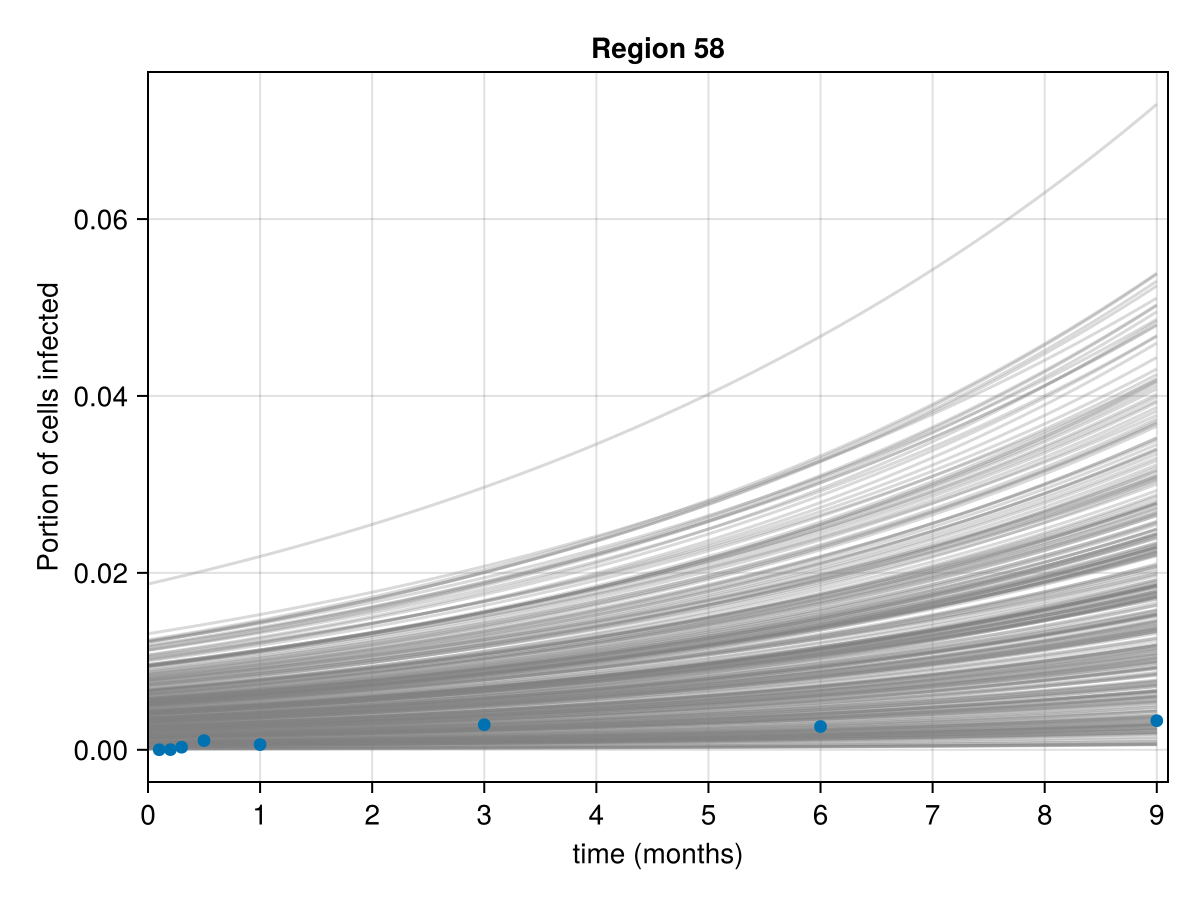 Region 58
Portion of cells infected
0.06
0.04
0.02
0.00
0 1 2 3 4 5 6 7 8 9
time (months)